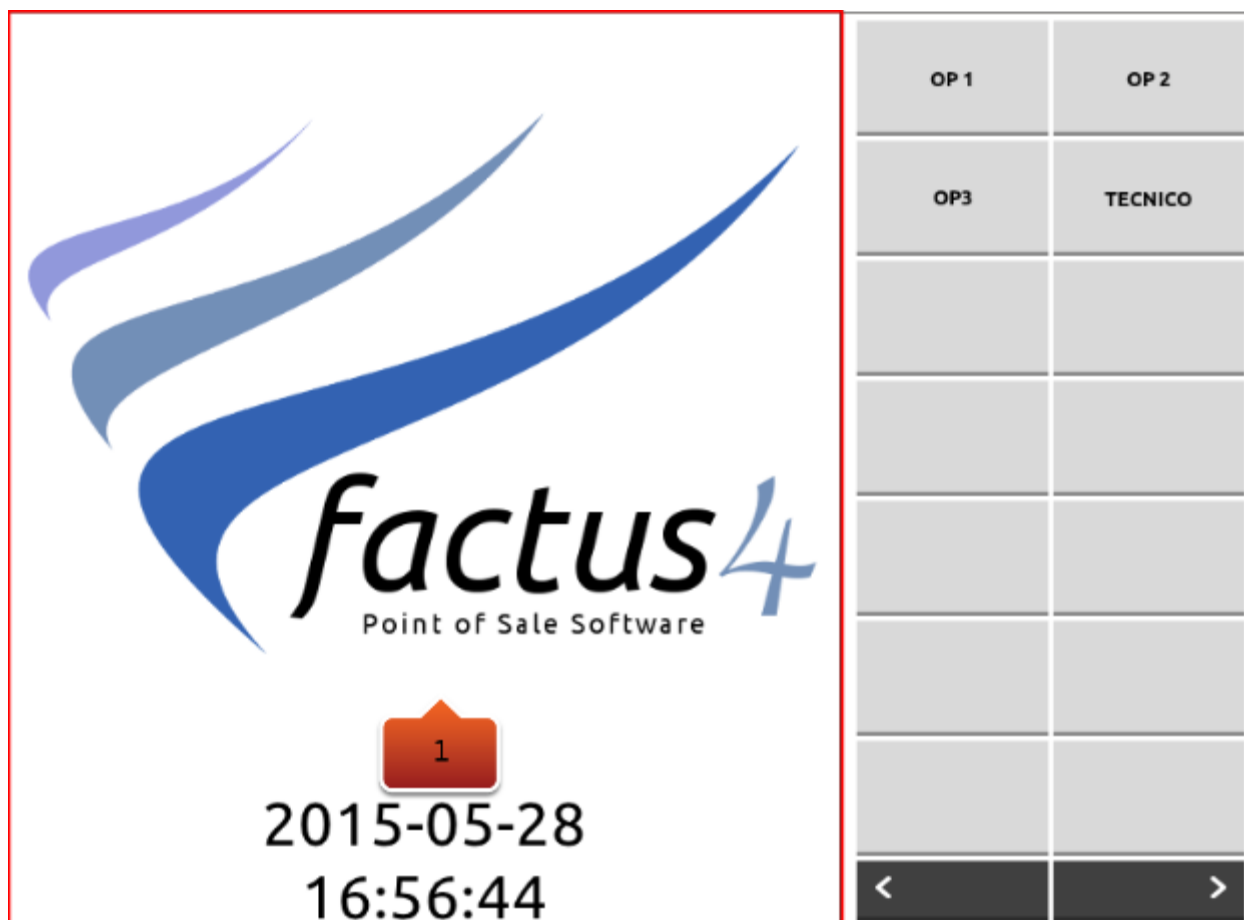 factus4
Point of Sale Software
1
2015-05-28
16:56:44
OP 1
OP 2
OP3
TECNICO